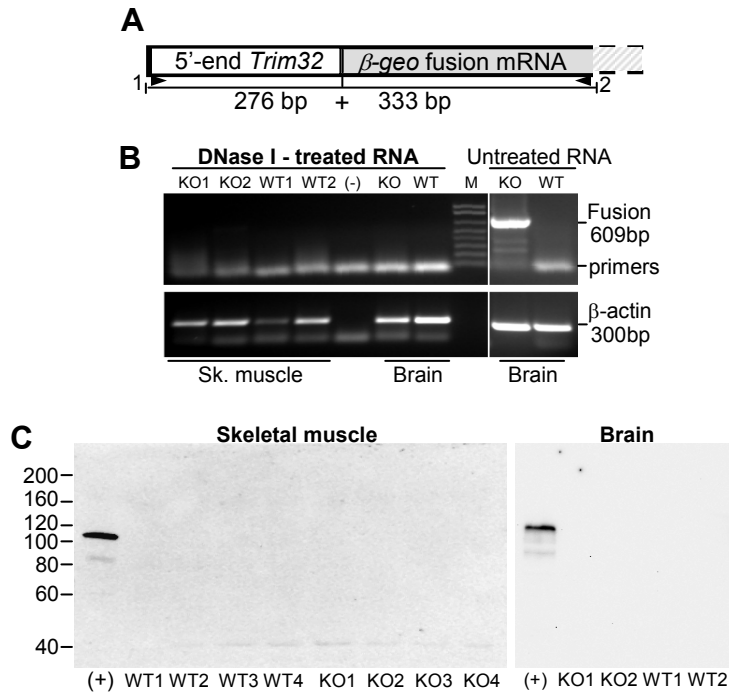 A
5’-end Trim32 β-geo fusion mRNA
1 2
276 bp + 333 bp
B
DNase I - treated RNA Untreated RNA
KO1 KO2 WT1 WT2 (-) KO WT M KO WT
Fusion
609bp
primers
β-actin
300bp
Sk. muscle Brain Brain
C
Skeletal muscle Brain
200
160
120
100
80
60
40
(+) WT1 WT2 WT3 WT4 KO1 KO2 KO3 KO4 (+) KO1 KO2 WT1 WT2